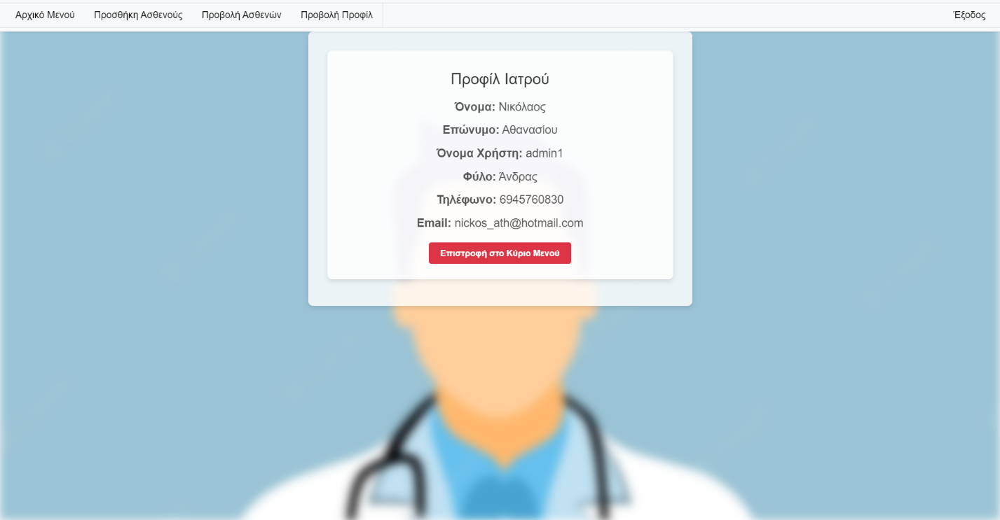 Αρχικό Μενού Προσθήκη Ασθενούς Προβολή Ασθενών Προβολή Προφίλ Έξοδος
Προφίλ Ιατρού
Όνομα: Νικόλαος
Επώνυμο: Αθανασίου
Όνομα Χρήστη: admin1
Φύλο: Άνδρας
Τηλέφωνο: 6945760830
Email: nickos_ath@hotmail.com
Επιστροφή στο Κύριο Μενού